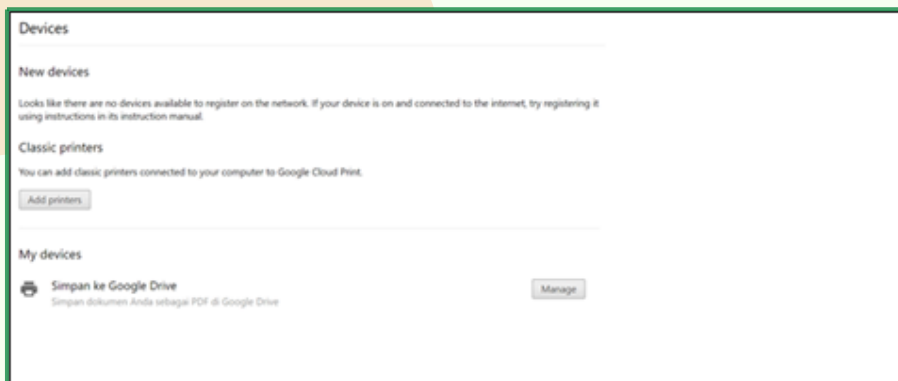 Devices
New devices
Looks like there are no devices available to register on the network. If your device is on and connected to the internet, try registering it
using instructions in its instruction manual.
Classic printers
You can add classic printers connected to your computer to Google Cloud Print.
Add printers
My devices
Simpan ke Google Drive
Manage
Simpan dokumen Anda sebagai PDF di Google Drive